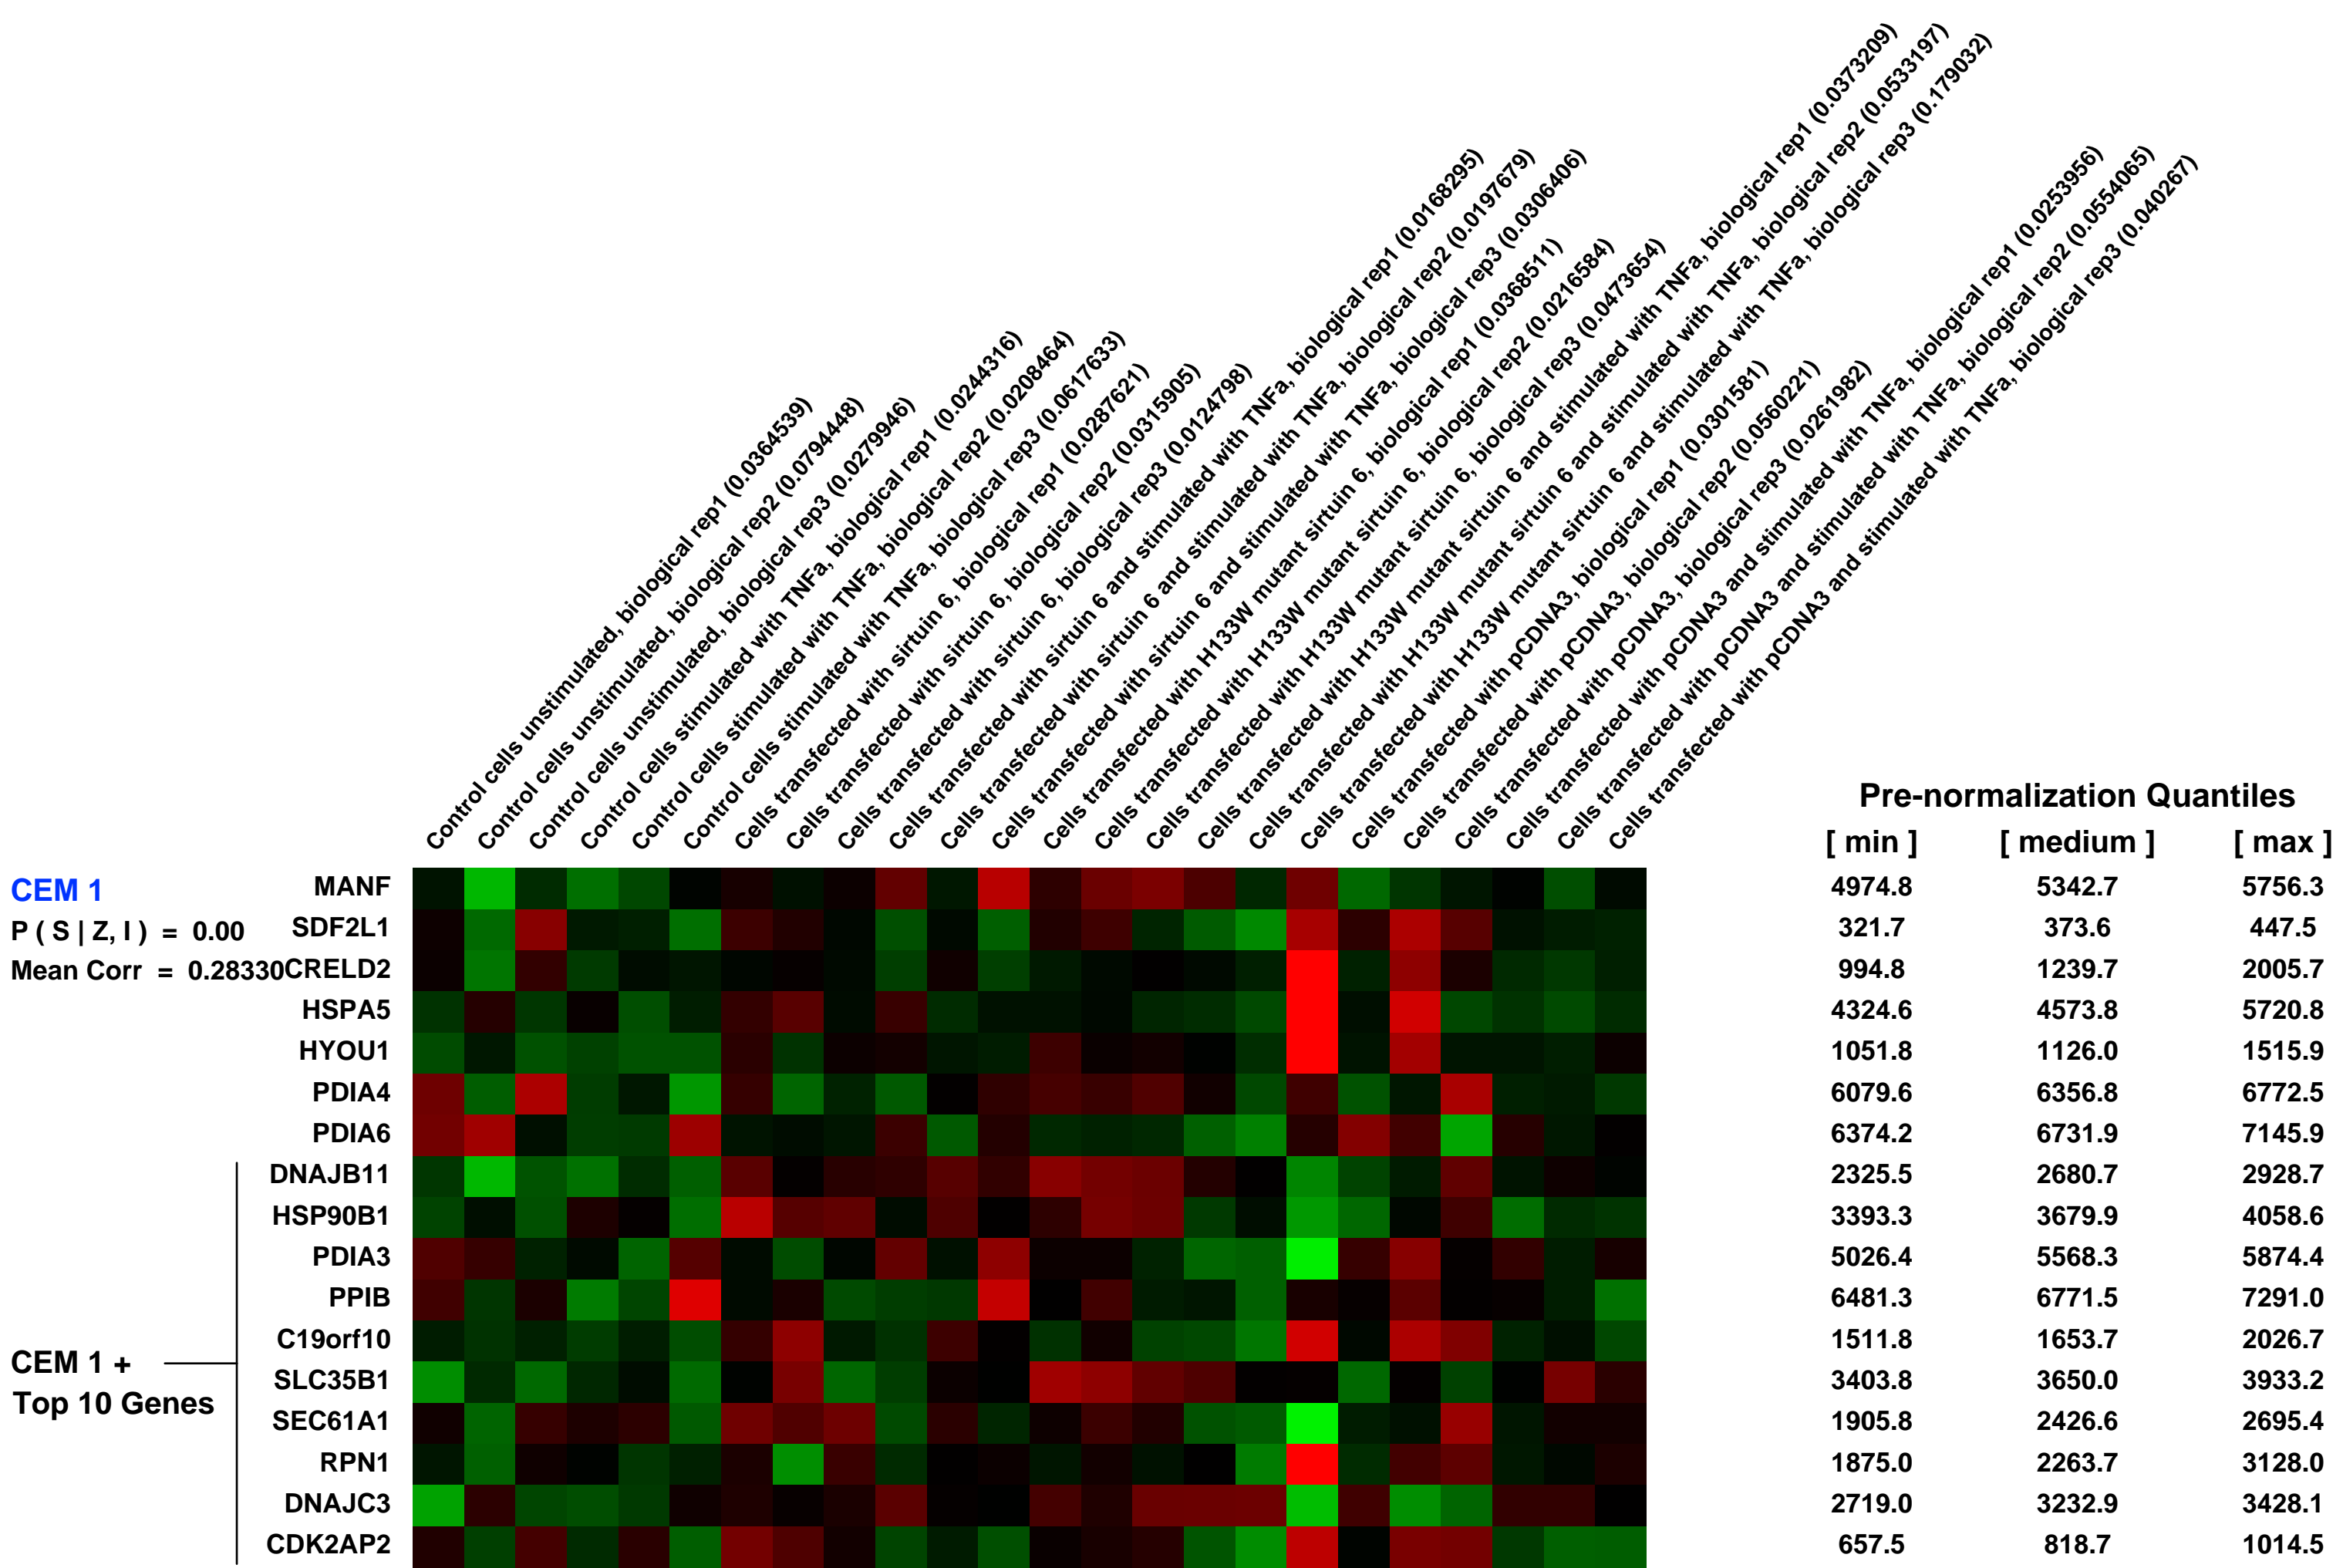 Control cells unstimulated, biological rep1 (0.0364539)
Control cells unstimulated, biological rep2 (0.0794448)
Control cells unstimulated, biological rep3 (0.0279946)
Control cells stimulated with TNFa, biological rep1 (0.0244316)
Control cells stimulated with TNFa, biological rep2 (0.0208464)
Control cells stimulated with TNFa, biological rep3 (0.0617633)
Cells transfected with sirtuin 6, biological rep1 (0.0287621)
Cells transfected with sirtuin 6, biological rep2 (0.0315905)
Cells transfected with sirtuin 6, biological rep3 (0.0124798)
Cells transfected with sirtuin 6 and stimulated with TNFa, biological rep1 (0.0168295)
Cells transfected with sirtuin 6 and stimulated with TNFa, biological rep2 (0.0197679)
Cells transfected with sirtuin 6 and stimulated with TNFa, biological rep3 (0.0306406)
Cells transfected with H133W mutant sirtuin 6, biological rep1 (0.0368511)
Cells transfected with H133W mutant sirtuin 6, biological rep2 (0.0216584)
Cells transfected with H133W mutant sirtuin 6, biological rep3 (0.0473654)
Cells transfected with H133W mutant sirtuin 6 and stimulated with TNFa, biological rep1 (0.0373209)
Cells transfected with H133W mutant sirtuin 6 and stimulated with TNFa, biological rep2 (0.0533197)
Cells transfected with H133W mutant sirtuin 6 and stimulated with TNFa, biological rep3 (0.179032)
Cells transfected with pCDNA3, biological rep1 (0.0301581)
Cells transfected with pCDNA3, biological rep2 (0.0560221)
Cells transfected with pCDNA3, biological rep3 (0.0261982)
Cells transfected with pCDNA3 and stimulated with TNFa, biological rep1 (0.0253956)
Cells transfected with pCDNA3 and stimulated with TNFa, biological rep2 (0.0554065)
Cells transfected with pCDNA3 and stimulated with TNFa, biological rep3 (0.040267)
Pre-normalization Quantiles
[ min ] [ medium ] [ max ]
CEM 1 MANF 4974.8 5342.7 5756.3
P ( S | Z, I ) = 0.00 SDF2L1 321.7 373.6 447.5
Mean Corr = 0.28330 CRELD2 994.8 1239.7 2005.7
HSPA5 4324.6 4573.8 5720.8
HYOU1 1051.8 1126.0 1515.9
PDIA4 6079.6 6356.8 6772.5
PDIA6 6374.2 6731.9 7145.9
DNAJB11 2325.5 2680.7 2928.7
HSP90B1 3393.3 3679.9 4058.6
PDIA3 5026.4 5568.3 5874.4
PPIB 6481.3 6771.5 7291.0
C19orf10 1511.8 1653.7 2026.7
CEM 1 +
SLC35B1 3403.8 3650.0 3933.2
Top 10 Genes
SEC61A1 1905.8 2426.6 2695.4
RPN1 1875.0 2263.7 3128.0
DNAJC3 2719.0 3232.9 3428.1
CDK2AP2 657.5 818.7 1014.5